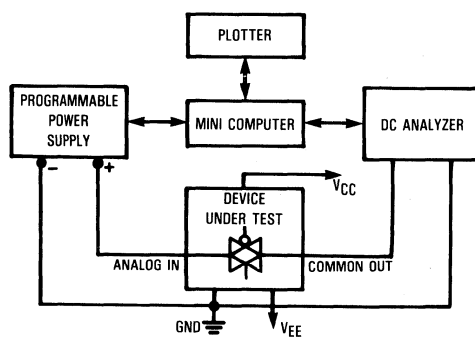 PLOTTER
PROGRAMMABLE
POWER
SUPPLY
MINI COMPUTER
DC ANALYZER
- +
VCC
DEVICE
UNDER TEST
ANALOG IN
COMMON OUT
GND
VEE